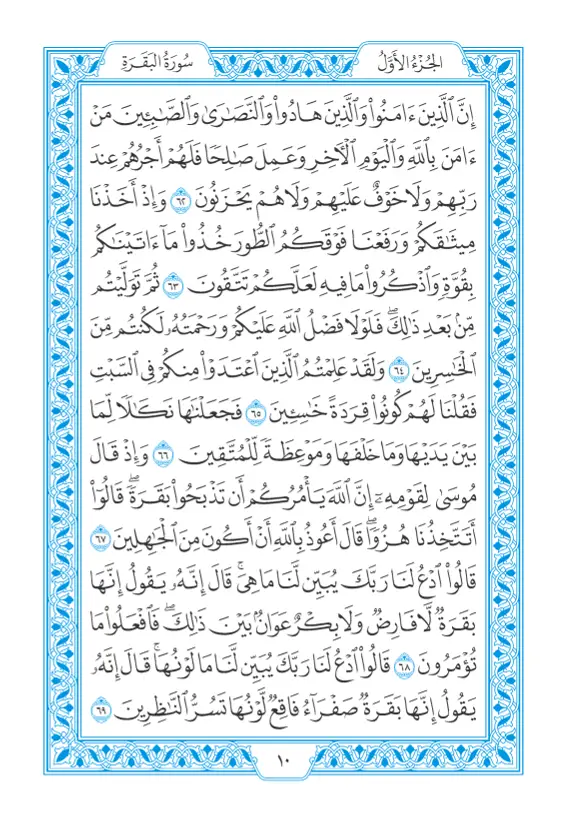 الجُزْءُ الأَوَّلُ
سُورَةُ البَقَرَةِ
إِنَّ ٱلَّذِينَ ءَامَنُواْ وَٱلَّذِينَ هَادُواْ وَٱلنَّصَٰرَىٰ وَٱلصَّٰبِـِٔينَ مَنْ
ءَامَنَ بِٱللَّهِ وَٱلْيَوْمِ ٱلْأٓخِرِ وَعَمِلَ صَٰلِحًا فَلَهُمْ أَجْرُهُمْ عِندَ
رَبِّهِمْ وَلَا خَوْفٌ عَلَيْهِمْ وَلَا هُمْ يَحْزَنُونَ ٦٢ وَإِذْ أَخَذْنَا
مِيثَٰقَكُمْ وَرَفَعْنَا فَوْقَكُمُ ٱلطُّورَ خُذُواْ مَآ ءَاتَيْنَٰكُم
بِقُوَّةٍ وَٱذْكُرُواْ مَا فِيهِ لَعَلَّكُمْ تَتَّقُونَ ٦٣ ثُمَّ تَوَلَّيْتُم
مِّنۢ بَعْدِ ذَٰلِكَۖ فَلَوْلَا فَضْلُ ٱللَّهِ عَلَيْكُمْ وَرَحْمَتُهُۥ لَكُنتُم مِّنَ
ٱلْخَٰسِرِينَ ٦٤ وَلَقَدْ عَلِمْتُمُ ٱلَّذِينَ ٱعْتَدَوْاْ مِنكُمْ فِى ٱلسَّبْتِ
فَقُلْنَا لَهُمْ كُونُواْ قِرَدَةً خَٰسِـِٔينَ ٦٥ فَجَعَلْنَٰهَا نَكَٰلًا لِّمَا
بَيْنَ يَدَيْهَا وَمَا خَلْفَهَا وَمَوْعِظَةً لِّلْمُتَّقِينَ ٦٦ وَإِذْ قَالَ
مُوسَىٰ لِقَوْمِهِۦٓ إِنَّ ٱللَّهَ يَأْمُرُكُمْ أَن تَذْبَحُواْ بَقَرَةًۖ قَالُوٓاْ
أَتَتَّخِذُنَا هُزُوًاۖ قَالَ أَعُوذُ بِٱللَّهِ أَنْ أَكُونَ مِنَ ٱلْجَٰهِلِينَ ٦٧
قَالُواْ ٱدْعُ لَنَا رَبَّكَ يُبَيِّن لَّنَا مَا هِىَۚ قَالَ إِنَّهُۥ يَقُولُ إِنَّهَا
بَقَرَةٌ لَّا فَارِضٌ وَلَا بِكْرٌ عَوَانٌۢ بَيْنَ ذَٰلِكَۖ فَٱفْعَلُواْ مَا
تُؤْمَرُونَ ٦٨ قَالُواْ ٱدْعُ لَنَا رَبَّكَ يُبَيِّن لَّنَا مَا لَوْنُهَاۚ قَالَ إِنَّهُۥ
يَقُولُ إِنَّهَا بَقَرَةٌ صَفْرَآءُ فَاقِعٌ لَّوْنُهَا تَسُرُّ ٱلنَّٰظِرِينَ ٦٩
١٠